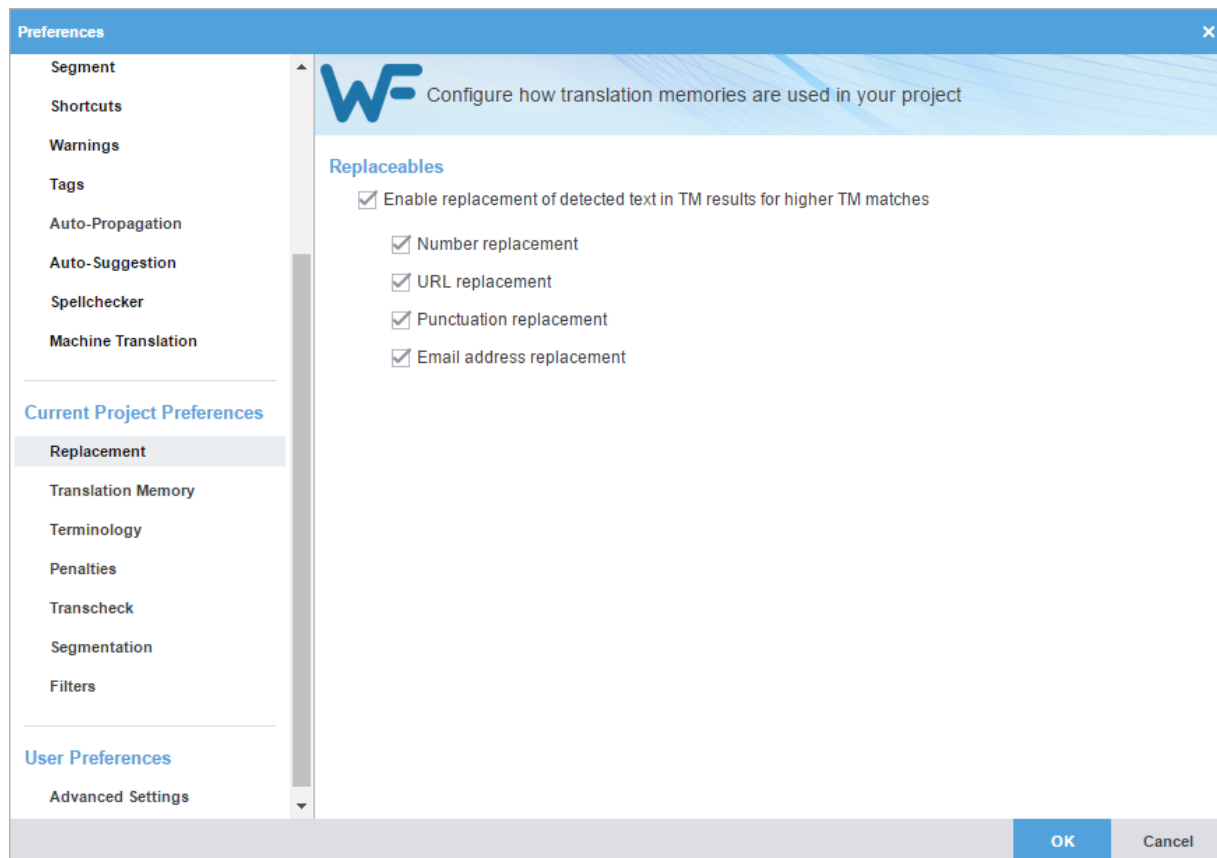 Preferences
Segment
Shortcuts
Warnings
Tags
Auto-Propagation
Auto-Suggestion
Spellchecker
Machine Translation
Current Project Preferences
Replacement
Translation Memory
Terminology
Penalties
Transcheck
Segmentation
Filters
User Preferences
Advanced Settings
WF
Configure how translation memories are used in your project
Replaceables
Enable replacement of detected text in TM results for higher TM matches
Number replacement
URL replacement
Punctuation replacement
Email address replacement
OK
Cancel